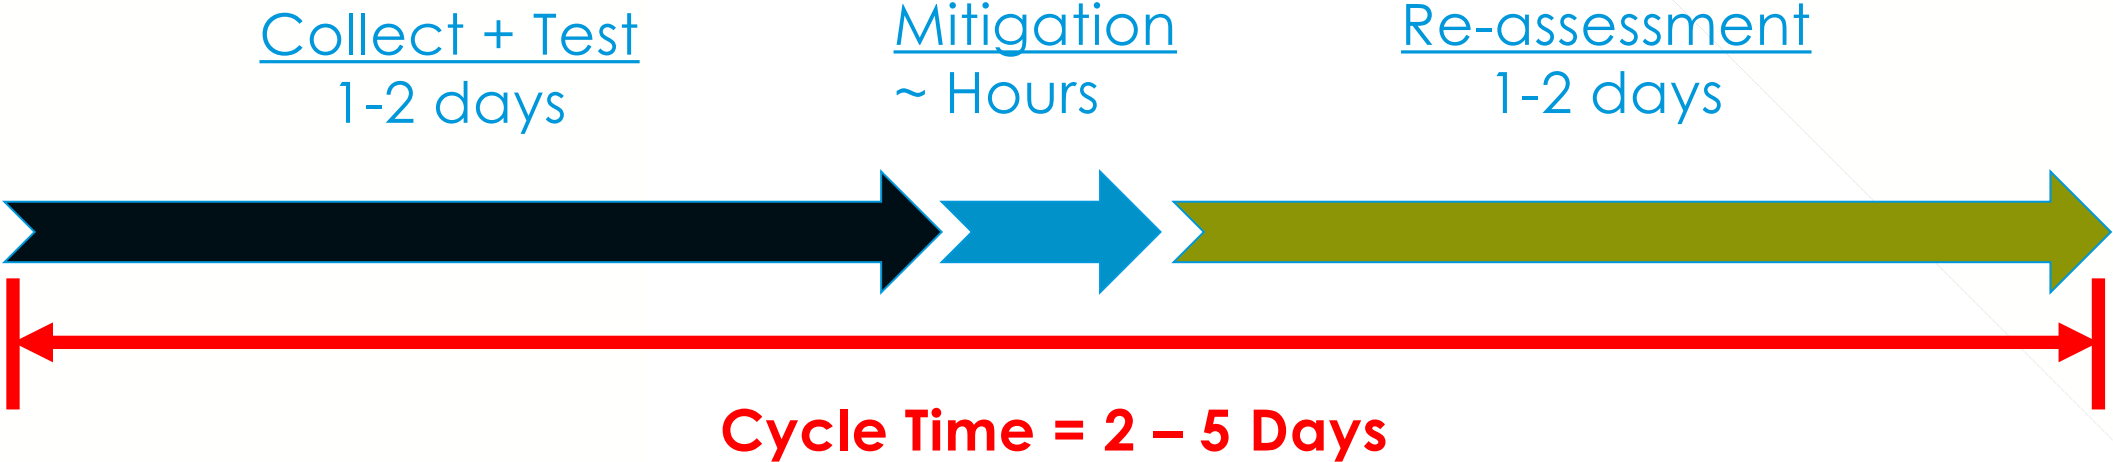 Collect + Test
1-2 days
Mitigation
~ Hours
Re-assessment
1-2 days
Cycle Time = 2 – 5 Days